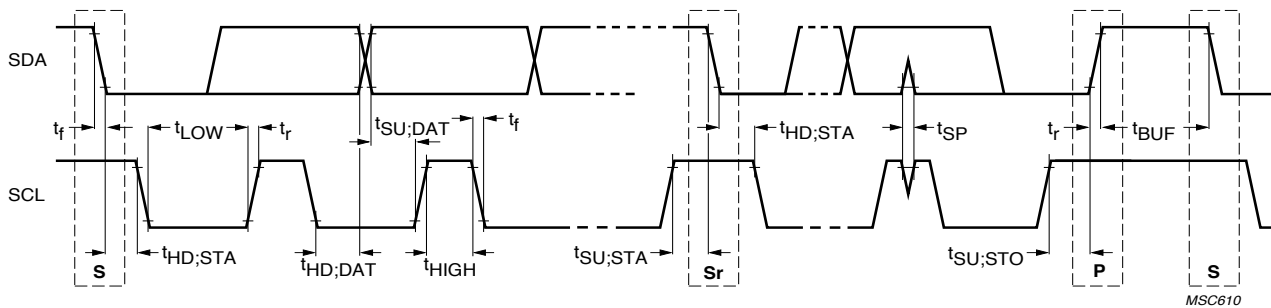 SDA
t_f
t_LOW
t_r
t_SU;DAT
t_f
t_HD;STA
t_SP
t_r
t_BUF
SCL
S
t_HD;STA
t_HD;DAT
t_HIGH
t_SU;STA
Sr
t_SU;STO
P
S
MSC610